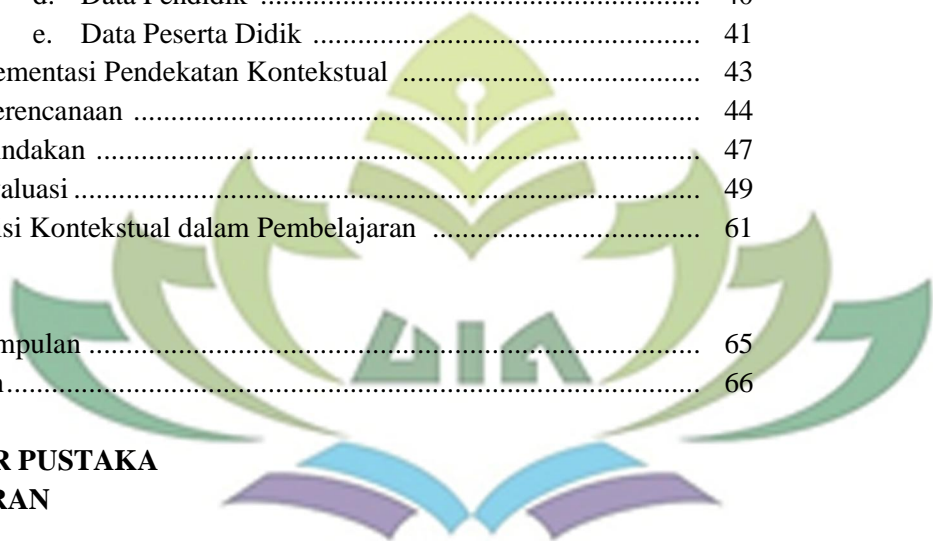 d. Data Pendidik .......................................................... 40
e. Data Peserta Didik .................................................. 41
ementasi Pendekatan Kontekstual ...................................... 43
erencanaan ......................................................................... 44
ndakan .............................................................................. 47
aluasi ................................................................................. 49
si Kontekstual dalam Pembelajaran .................................. 61
mpulan ............................................................................... 65
......................................................................................... 66
R PUSTAKA
RAN
UIN